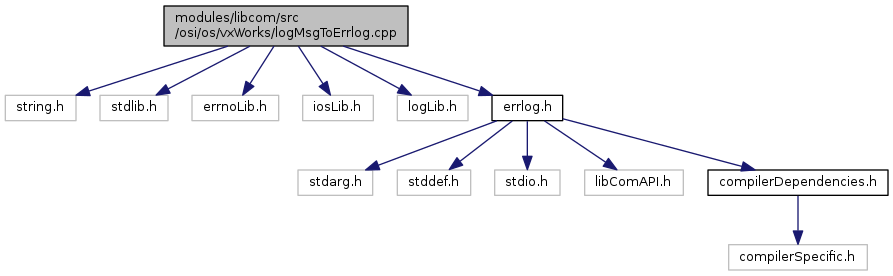 modules/libcom/src
/osi/os/vxWorks/logMsgToErrlog.cpp
string.h
stdlib.h
errnoLib.h
iosLib.h
logLib.h
errlog.h
stdarg.h
stddef.h
stdio.h
libComAPI.h
compilerDependencies.h
compilerSpecific.h